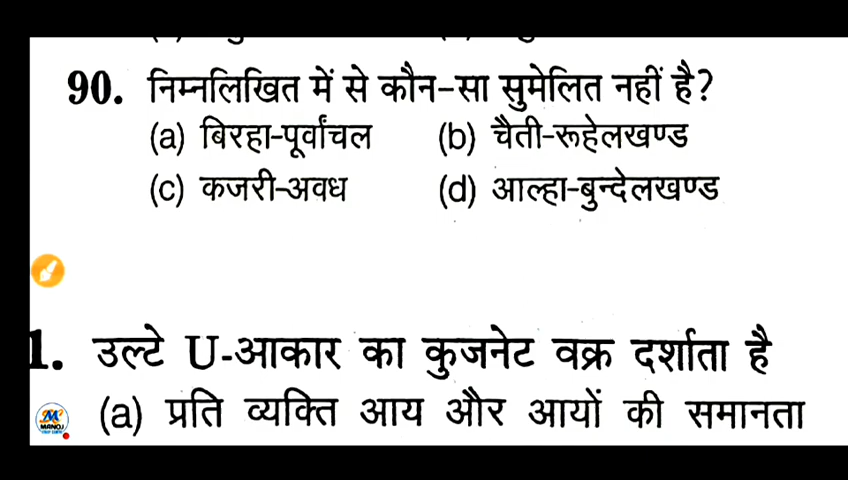 90. निम्नलिखित में से कौन-सा सुमेलित नहीं है?
(a) बिरहा-पूर्वांचल (b) चैती-रूहेलखण्ड
(c) कजरी-अवध (d) आल्हा-बुन्देलखण्ड
1. उल्टे U-आकार का कुजनेट वक्र दर्शाता है
(a) प्रति व्यक्ति आय और आयों की समानता
MANOJ